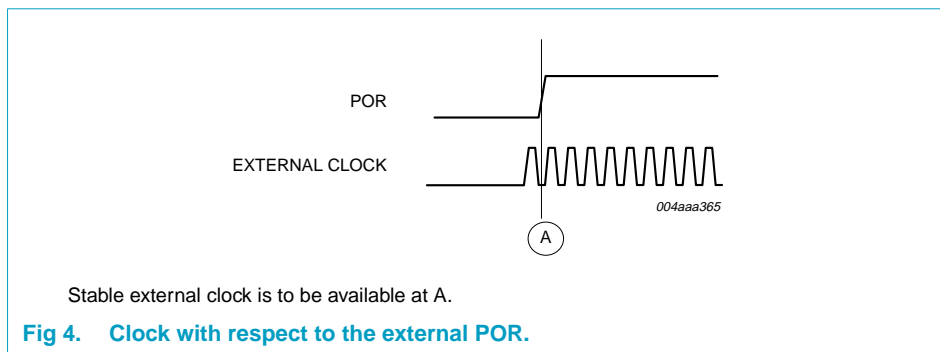 POR
EXTERNAL CLOCK
004aaa365
A
Stable external clock is to be available at A.
Fig 4. Clock with respect to the external POR.